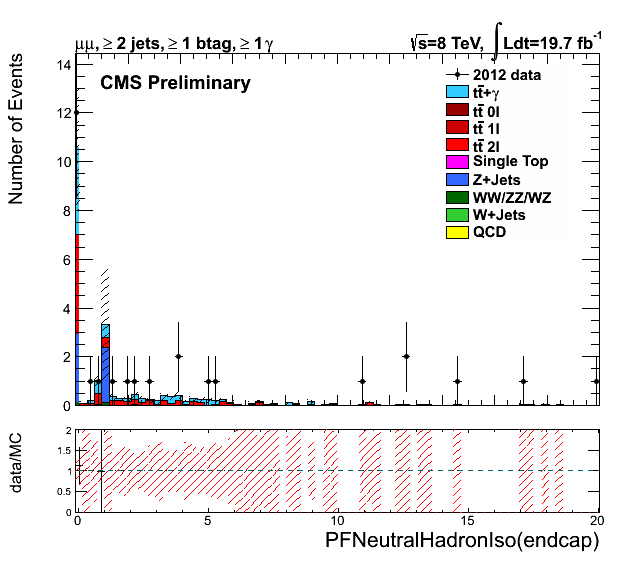 μμ, ≥ 2 jets, ≥ 1 btag, ≥ 1 γ
√s=8 TeV, ∫ Ldt=19.7 fb⁻¹
CMS Preliminary
2012 data
tt̄+γ
tt̄ 0l
tt̄ 1l
tt̄ 2l
Single Top
Z+Jets
WW/ZZ/WZ
W+Jets
QCD
Number of Events
14
12
10
8
6
4
2
0
data/MC
2
1.5
1
0.5
0
0 5 10 15 20
PFNeutralHadronIso(endcap)